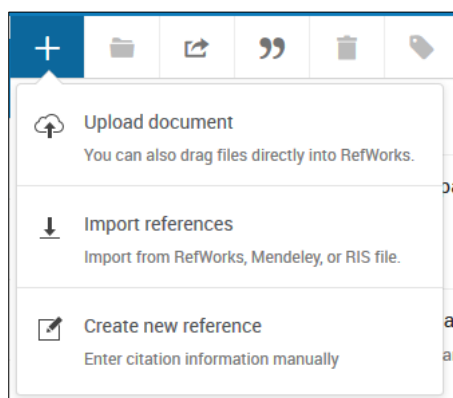 Upload document
You can also drag files directly into RefWorks.
Import references
Import from RefWorks, Mendeley, or RIS file.
Create new reference
Enter citation information manually